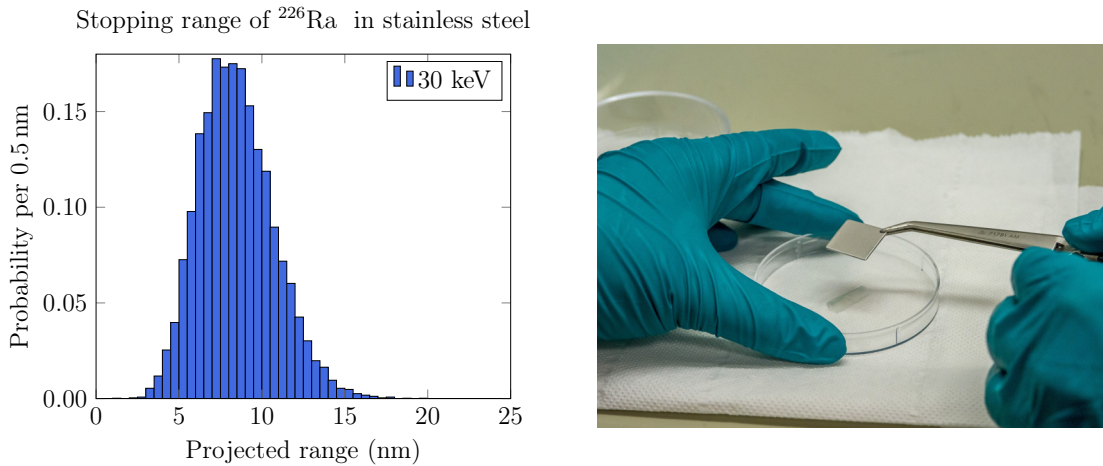 Stopping range of ²²⁶Ra in stainless steel
30 keV
Probability per 0.5 nm
0.15
0.10
0.05
0.00
0
5
10
15
20
25
Projected range (nm)